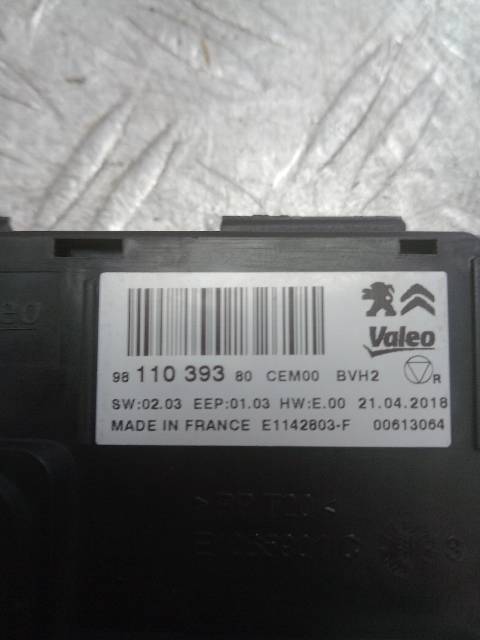 Valeo
98 110 393 80 CEM00 BVH2
R
SW:02.03 EEP:01.03 HW:E.00 21.04.2018
MADE IN FRANCE E1142803-F 00613064